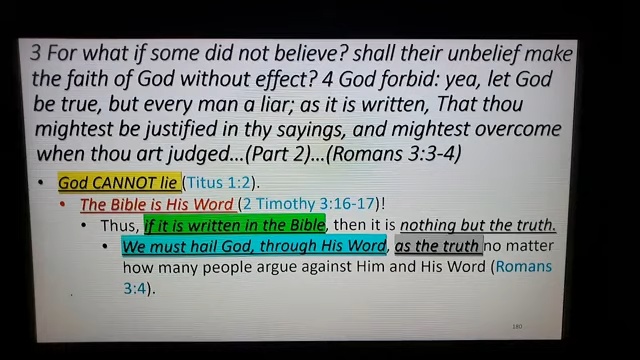 3 For what if some did not believe? shall their unbelief make
the faith of God without effect? 4 God forbid: yea, let God
be true, but every man a liar; as it is written, That thou
mightest be justified in thy sayings, and mightest overcome
when thou art judged...(Part 2)...(Romans 3:3-4)
• God CANNOT lie (Titus 1:2).
• The Bible is His Word (2 Timothy 3:16-17)!
• Thus, if it is written in the Bible, then it is nothing but the truth.
• We must hail God, through His Word, as the truth no matter
how many people argue against Him and His Word (Romans
3:4).
180